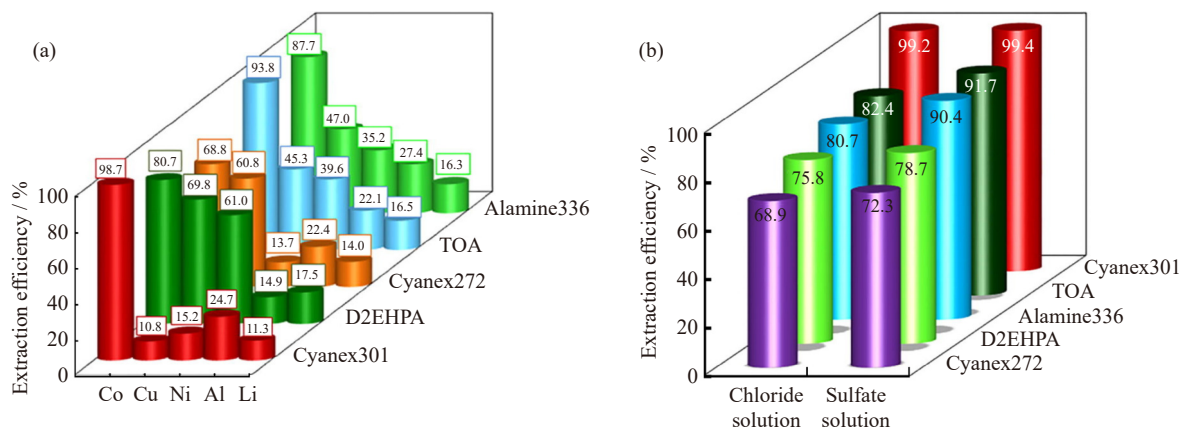 (a)
Extraction efficiency / %
100
80
60
40
20
0
98.7
10.8
15.2
24.7
11.3
80.7
69.8
61.0
14.9
17.5
68.8
60.8
13.7
22.4
14.0
93.8
45.3
39.6
22.1
16.5
87.7
47.0
35.2
27.4
16.3
Co Cu Ni Al Li
Alamine336
TOA
Cyanex272
D2EHPA
Cyanex301
(b)
Extraction efficiency / %
100
80
60
40
20
0
68.9
72.3
75.8
78.7
80.7
90.4
82.4
91.7
99.2
99.4
Cyanex301
TOA
Alamine336
D2EHPA
Cyanex272
Chloride
solution
Sulfate
solution